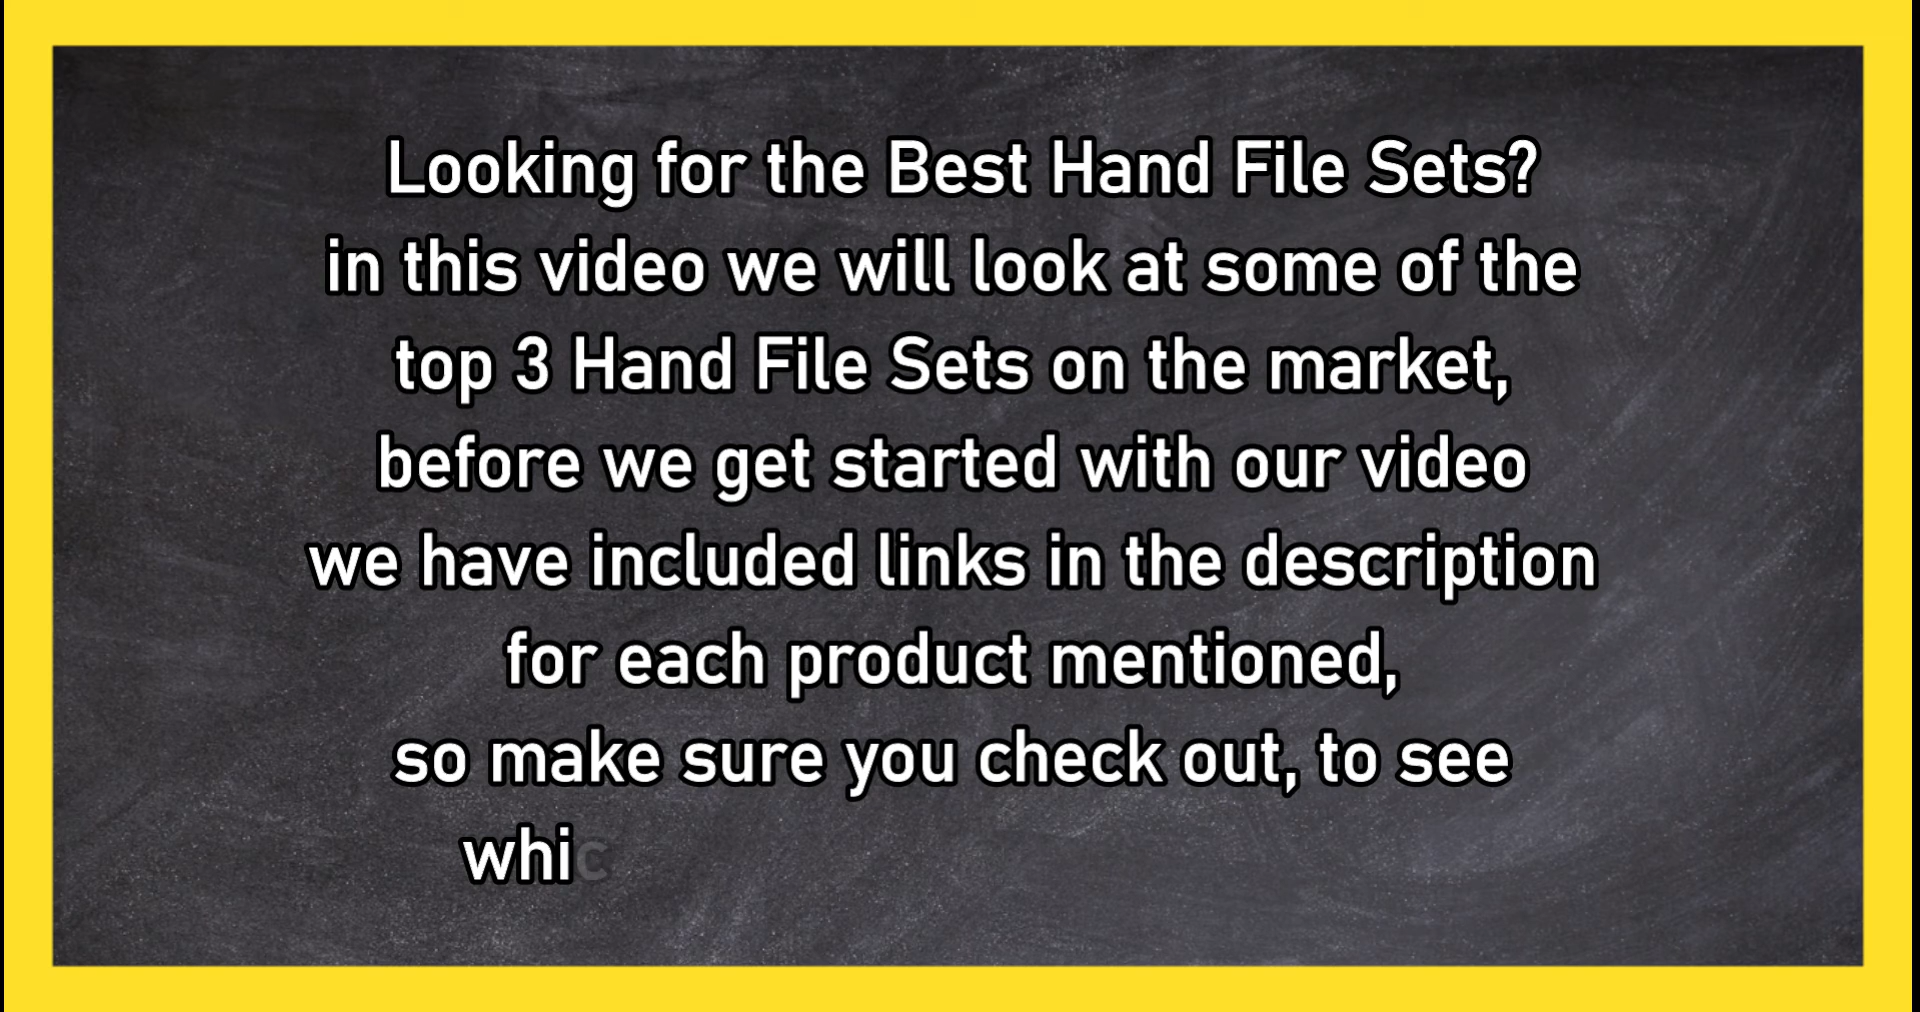 Looking for the Best Hand File Sets?
in this video we will look at some of the
top 3 Hand File Sets on the market,
before we get started with our video
we have included links in the description
for each product mentioned,
so make sure you check out, to see
whic